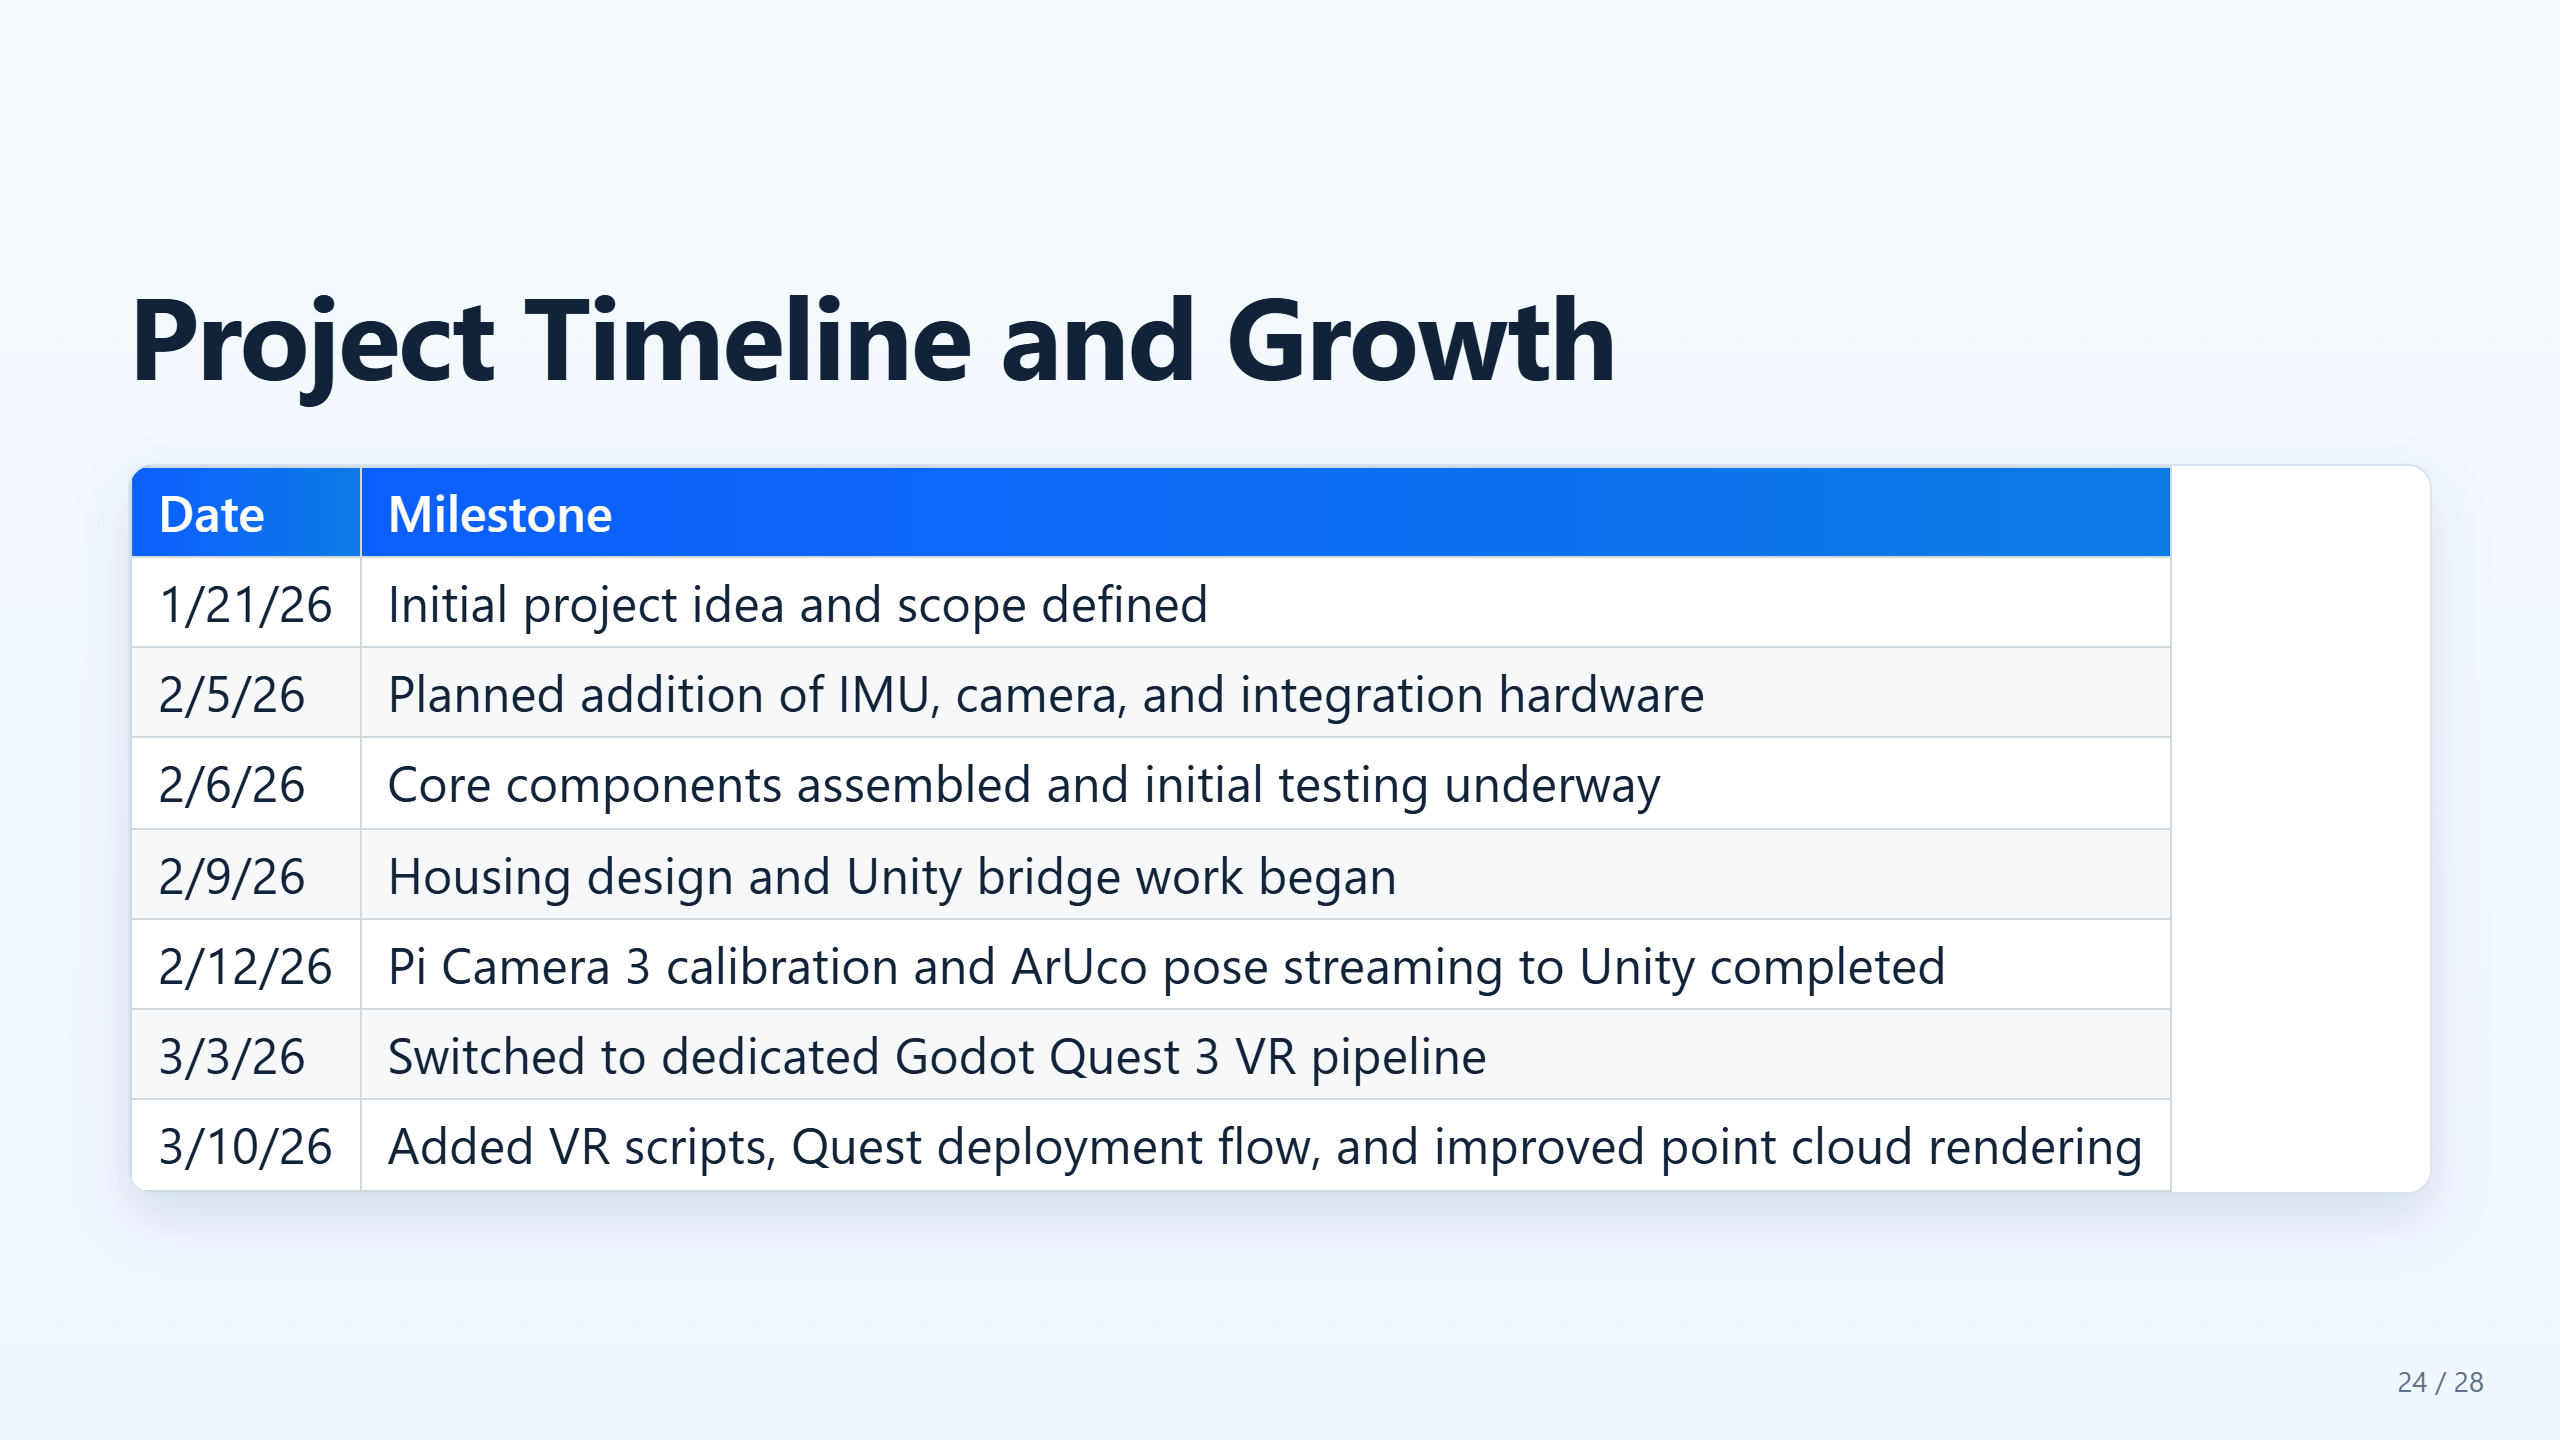 Project Timeline and Growth
Date Milestone
1/21/26 Initial project idea and scope defined
2/5/26 Planned addition of IMU, camera, and integration hardware
2/6/26 Core components assembled and initial testing underway
2/9/26 Housing design and Unity bridge work began
2/12/26 Pi Camera 3 calibration and ArUco pose streaming to Unity completed
3/3/26 Switched to dedicated Godot Quest 3 VR pipeline
3/10/26 Added VR scripts, Quest deployment flow, and improved point cloud rendering
24 / 28